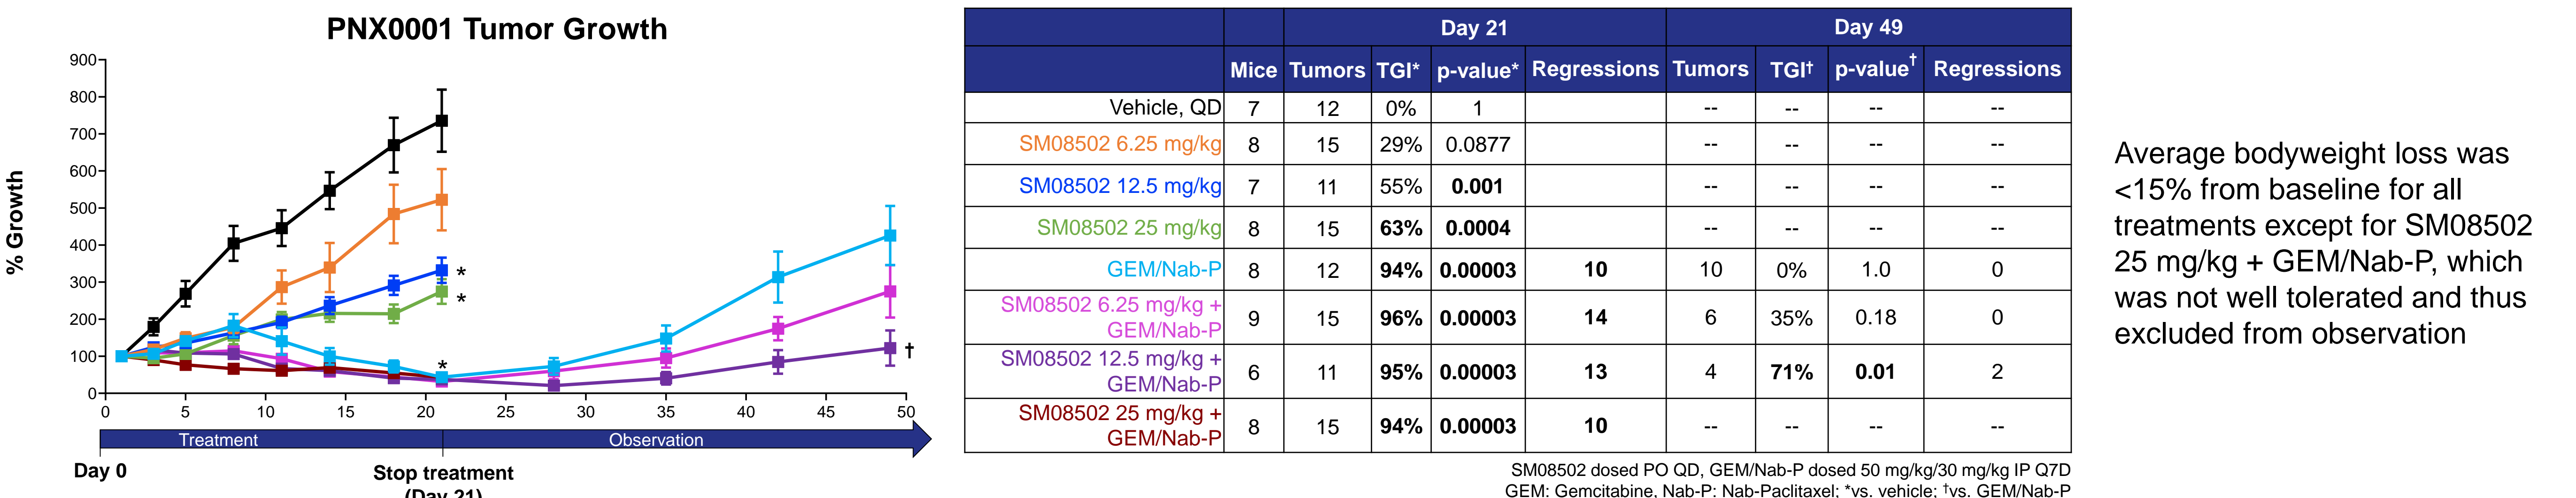 PNX0001 Tumor Growth
% Growth
900
800
700
600
500
400
300
200
100
0
0 5 10 15 20 25 30 35 40 45 50
*
*
*
†
Treatment Observation
Day 0
Stop treatment
(Day 21)
Day 21 Day 49
Mice Tumors TGI* p-value* Regressions Tumors TGI† p-value† Regressions
Vehicle, QD 7 12 0% 1 -- -- -- --
SM08502 6.25 mg/kg 8 15 29% 0.0877 -- -- -- --
SM08502 12.5 mg/kg 7 11 55% 0.001 -- -- -- --
SM08502 25 mg/kg 8 15 63% 0.0004 -- -- -- --
GEM/Nab-P 8 12 94% 0.00003 10 10 0% 1.0 0
SM08502 6.25 mg/kg +
GEM/Nab-P 9 15 96% 0.00003 14 6 35% 0.18 0
SM08502 12.5 mg/kg +
GEM/Nab-P 6 11 95% 0.00003 13 4 71% 0.01 2
SM08502 25 mg/kg +
GEM/Nab-P 8 15 94% 0.00003 10 -- -- -- --
SM08502 dosed PO QD, GEM/Nab-P dosed 50 mg/kg/30 mg/kg IP Q7D
GEM: Gemcitabine, Nab-P: Nab-Paclitaxel; *vs. vehicle; †vs. GEM/Nab-P
Average bodyweight loss was
<15% from baseline for all
treatments except for SM08502
25 mg/kg + GEM/Nab-P, which
was not well tolerated and thus
excluded from observation